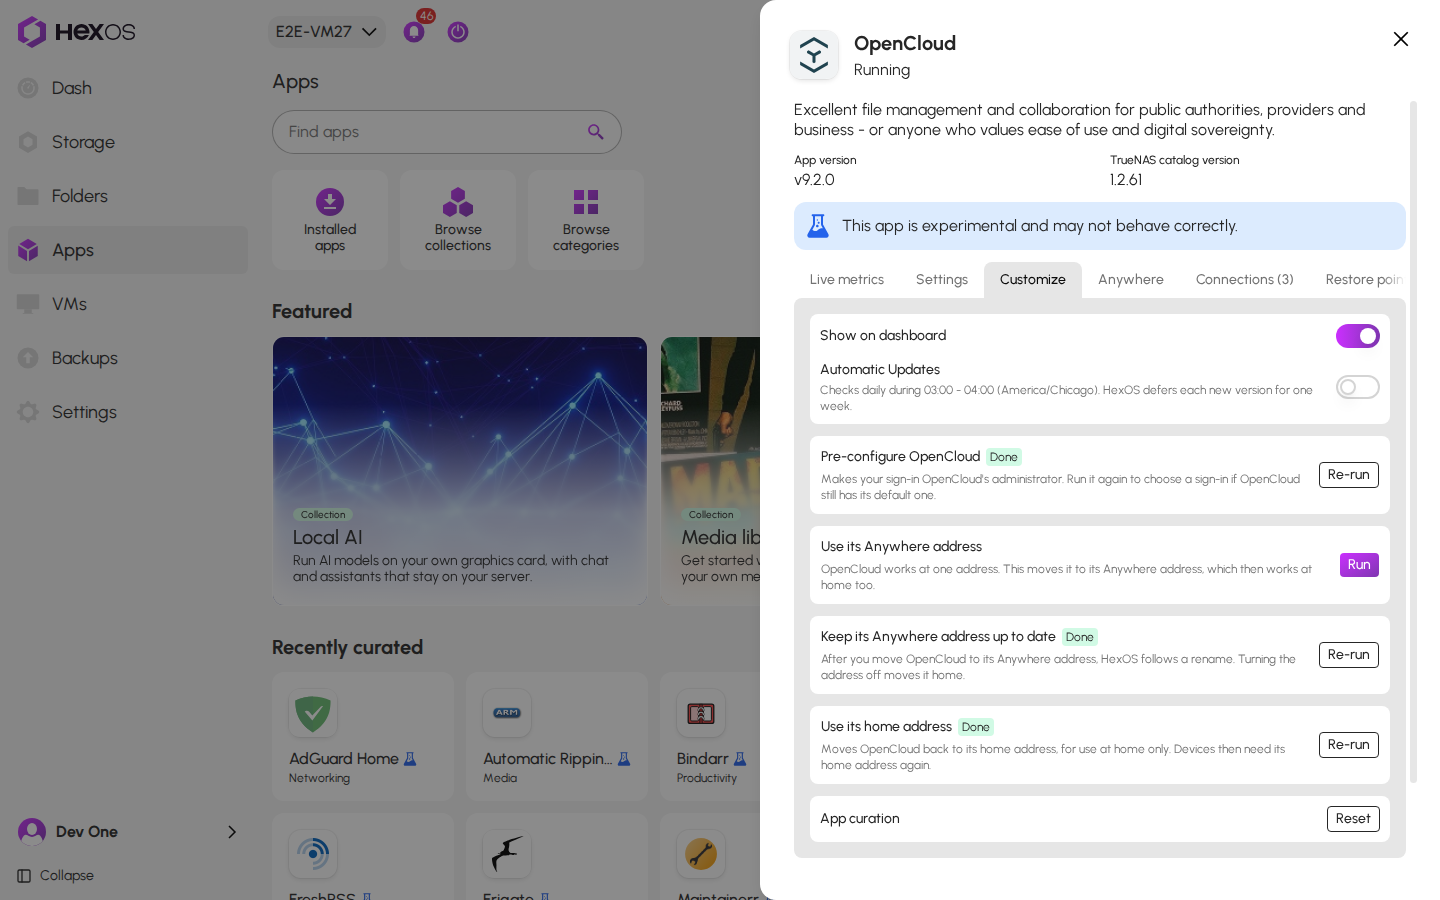 HEXOS
E2E-VM27
46
Dash
Storage
Folders
Apps
VMs
Backups
Settings
Dev One
Collapse
Apps
Find apps
Installed
apps
Browse
collections
Browse
categories
Featured
Collection
Local AI
Run AI models on your own graphics card, with chat
and assistants that stay on your server.
Collection
Media lib
Get started w
your own me
Recently curated
AdGuard Home
Networking
Automatic Rippin...
Media
ARM
Bindarr
Productivity
FreshRSS
Frigate
Maintainerr
OpenCloud
Running
Excellent file management and collaboration for public authorities, providers and
business - or anyone who values ease of use and digital sovereignty.
App version
v9.2.0
TrueNAS catalog version
1.2.61
This app is experimental and may not behave correctly.
Live metrics
Settings
Customize
Anywhere
Connections (3)
Restore poin
Show on dashboard
Automatic Updates
Checks daily during 03:00 - 04:00 (America/Chicago). HexOS defers each new version for one
week.
Pre-configure OpenCloud Done
Makes your sign-in OpenCloud's administrator. Run it again to choose a sign-in if OpenCloud
still has its default one.
Re-run
Use its Anywhere address
OpenCloud works at one address. This moves it to its Anywhere address, which then works at
home too.
Run
Keep its Anywhere address up to date Done
After you move OpenCloud to its Anywhere address, HexOS follows a rename. Turning the
address off moves it home.
Re-run
Use its home address Done
Moves OpenCloud back to its home address, for use at home only. Devices then need its
home address again.
Re-run
App curation
Reset